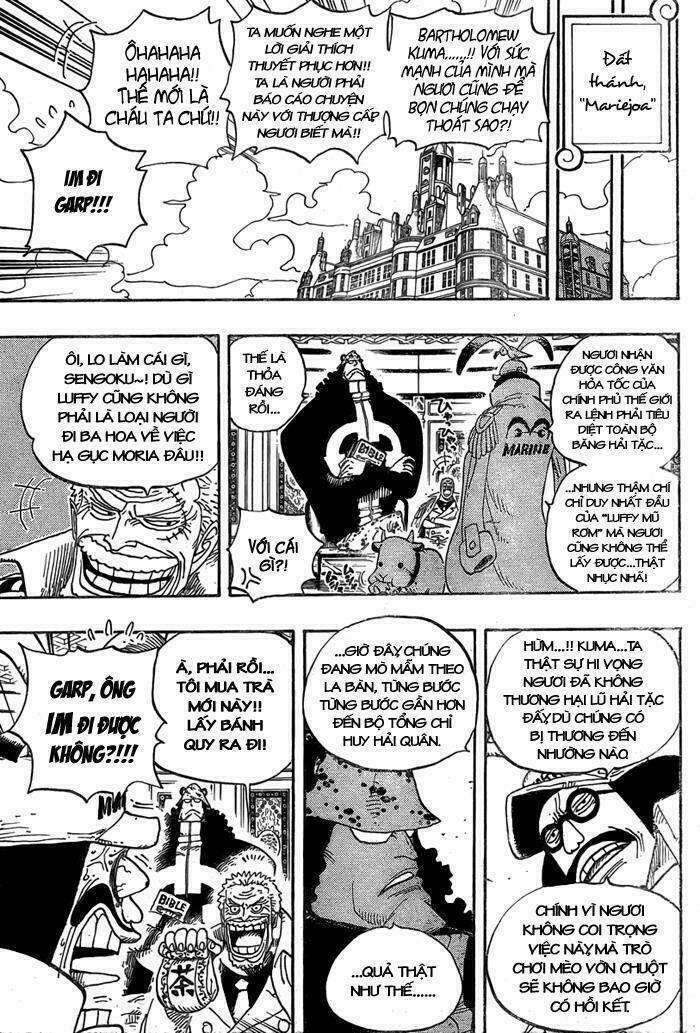 Đất
thánh,
"Mariejoa"
BARTHOLOMEW
KUMA,.....!! VỚI SỨC
MẠNH CỦA MÌNH MÀ
NGƯƠI CŨNG ĐỂ
BỌN CHÚNG CHẠY
THOÁT SAO?!
TA MUỐN NGHE MỘT
LỜI GIẢI THÍCH
THUYẾT PHỤC HƠN!!
TA LÀ NGƯỜI PHẢI
BÁO CÁO CHUYỆN
NÀY VỚI THƯỢNG CẤP
NGƯƠI BIẾT MÀ!!
ÔHAHAHA
HAHAHA!!
THẾ MỚI LÀ
CHÁU TA CHỨ!!
IM ĐI
GARP!!!
NGƯƠI NHẬN
ĐƯỢC CÔNG VĂN
HỎA TỐC CỦA
CHÍNH PHỦ THẾ GIỚI
RA LỆNH PHẢI TIÊU
DIỆT TOÀN BỘ
BĂNG HẢI TẶC...
...NHƯNG THẬM CHÍ
CHỈ DUY NHẤT ĐẦU
CỦA "LUFFY MŨ
RƠM" MÀ NGƯƠI
CŨNG KHÔNG THỂ
LẤY ĐƯỢC...THẬT
NHỤC NHÃ!
MARINE
THẾ LÀ
THỎA
ĐÁNG
RỒI...
BIBLE
VỚI CÁI
GÌ?!
ÔI, LO LÀM CÁI GÌ,
SENGOKU~! DÙ GÌ
LUFFY CŨNG KHÔNG
PHẢI LÀ LOẠI NGƯỜI
ĐI BA HOA VỀ VIỆC
HẠ GỤC MORIA ĐÂU!!
HỪM...!! KUMA...TA
THẬT SỰ HI VỌNG
NGƯƠI ĐÃ KHÔNG
THƯƠNG HẠI LŨ HẢI TẶC
ĐẤY, DÙ CHÚNG CÓ
BỊ THƯƠNG ĐẾN
NHƯỜNG NÀO.
CHÍNH VÌ NGƯƠI
KHÔNG COI TRỌNG
VIỆC NÀY, MÀ TRÒ
CHƠI MÈO VỜN CHUỘT
SẼ KHÔNG BAO GIỜ
CÓ HỒI KẾT.
...GIỜ ĐÂY, CHÚNG
ĐANG MÒ MẪM THEO
LA BÀN, TỪNG BƯỚC
TỪNG BƯỚC GẦN HƠN
ĐẾN BỘ TỔNG CHỈ
HUY HẢI QUÂN.
...QUẢ THẬT
NHƯ THẾ......
À, PHẢI RỒI...
TÔI MUA TRÀ
MỚI NÀY!!
LẤY BÁNH
QUY RA ĐI!
BIBLE
茶
GARP, ÔNG
IM ĐI ĐƯỢC
KHÔNG?!!!